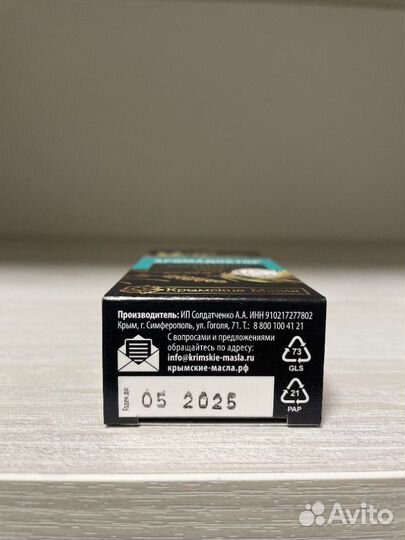 Крымские Масла
Производитель: ИП Солдатченко А.А. ИНН 910217277802
Крым, г. Симферополь, ул. Гоголя, 71. Т.: 8 800 100 41 21
С вопросами и предложениями
обращайтесь по адресу:
info@krimskie-masla.ru
крымские-масла.рф
Годен до:
05 2025
73
GLS
21
PAP
Avito